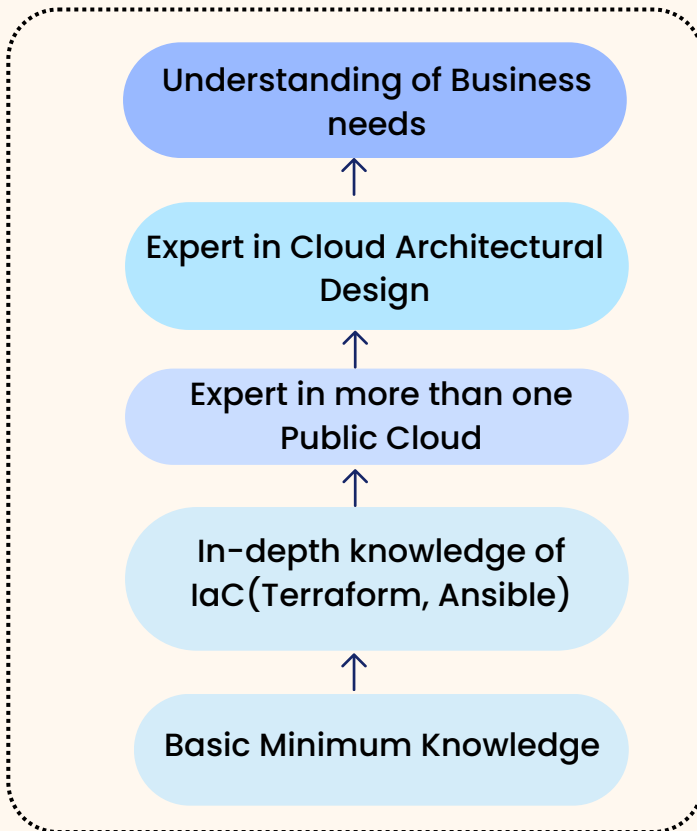 Understanding of Business
needs
Expert in Cloud Architectural
Design
Expert in more than one
Public Cloud
In-depth knowledge of
IaC(Terraform, Ansible)
Basic Minimum Knowledge